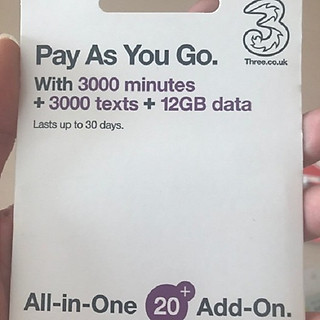 3
Three.co.uk
Pay As You Go.
With 3000 minutes
+ 3000 texts + 12GB data
Lasts up to 30 days.
All-in-One 20+ Add-On.